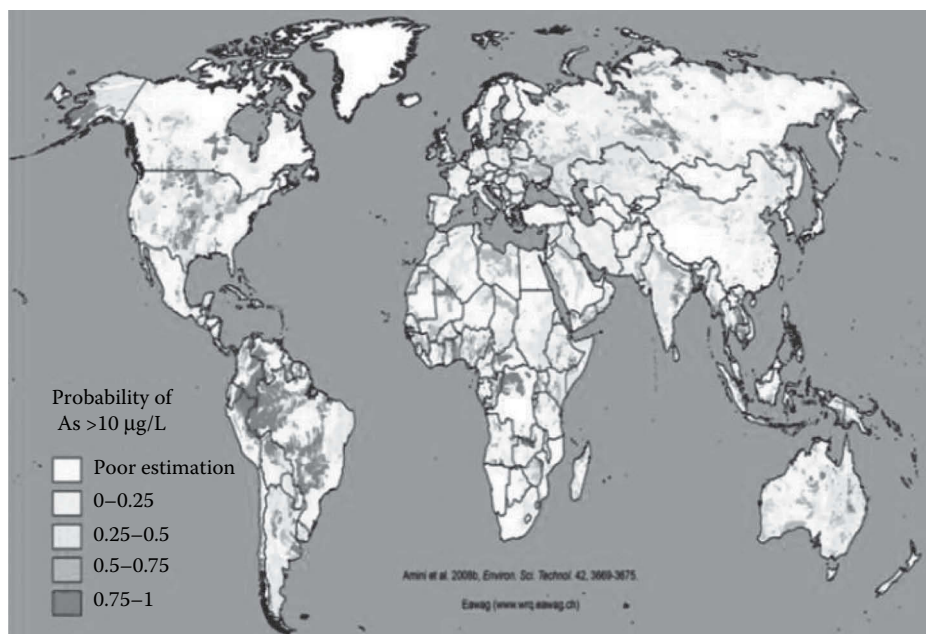 Probability of
As >10 µg/L
Poor estimation
0–0.25
0.25–0.5
0.5–0.75
0.75–1
Amini et al. 2008b, Environ. Sci. Technol. 42, 3669-3675.
Eawag (www.wrq.eawag.ch)